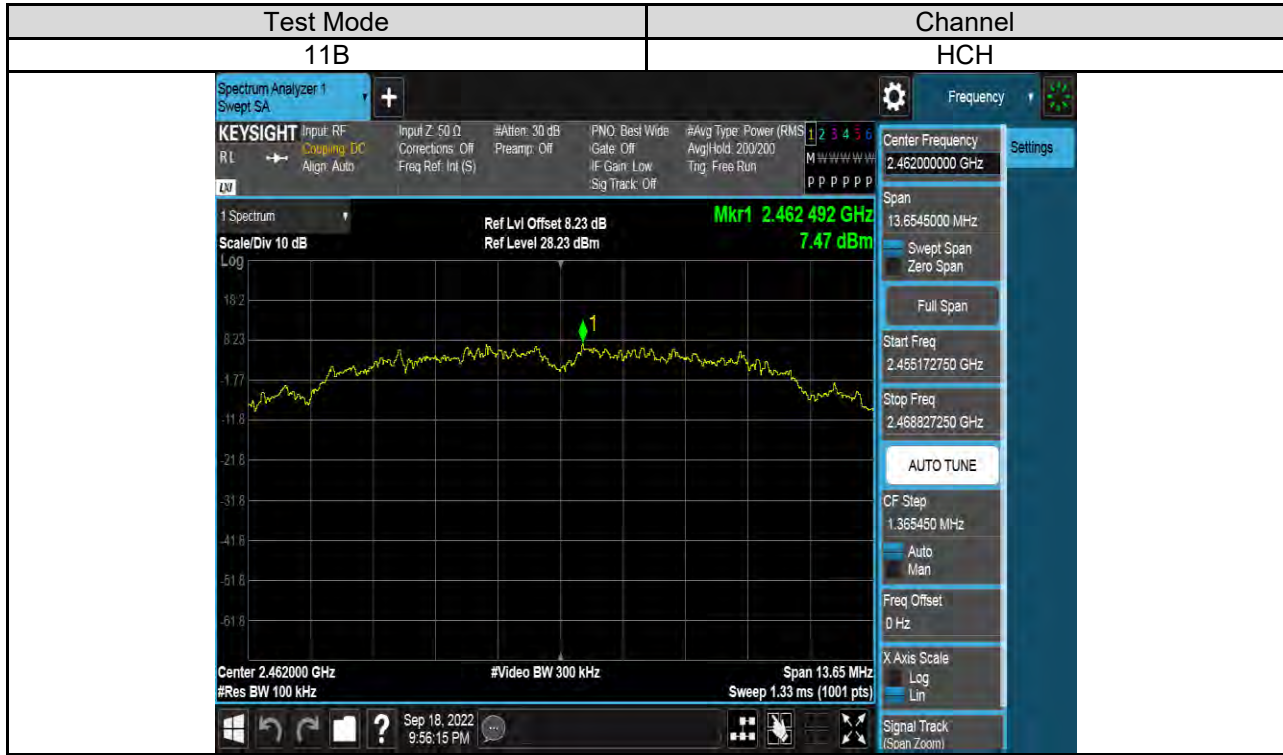 Test Mode Channel
11B HCH
Spectrum Analyzer 1
Swept SA
Frequency
KEYSIGHT
RL
LXI
Input: RF
Coupling: DC
Align: Auto
Input Z: 50 Ω
Corrections: Off
Freq Ref: Int (S)
#Atten: 30 dB
Preamp: Off
PNO: Best Wide
Gate: Off
IF Gain: Low
Sig Track: Off
#Avg Type: Power (RMS
Avg|Hold: 200/200
Trig: Free Run
1 2 3 4 5 6
M W W W W W
P P P P P P
1 Spectrum
Scale/Div 10 dB
Log
Ref Lvl Offset 8.23 dB
Ref Level 28.23 dBm
Mkr1 2.462 492 GHz
7.47 dBm
18.2
8.23
-1.77
-11.8
-21.8
-31.8
-41.8
-51.8
-61.8
1
Center 2.462000 GHz
#Res BW 100 kHz
#Video BW 300 kHz
Span 13.65 MHz
Sweep 1.33 ms (1001 pts)
Sep 18, 2022
9:56:15 PM
Center Frequency
2.462000000 GHz
Settings
Span
13.6545000 MHz
Swept Span
Zero Span
Full Span
Start Freq
2.455172750 GHz
Stop Freq
2.468827250 GHz
AUTO TUNE
CF Step
1.365450 MHz
Auto
Man
Freq Offset
0 Hz
X Axis Scale
Log
Lin
Signal Track
(Span Zoom)